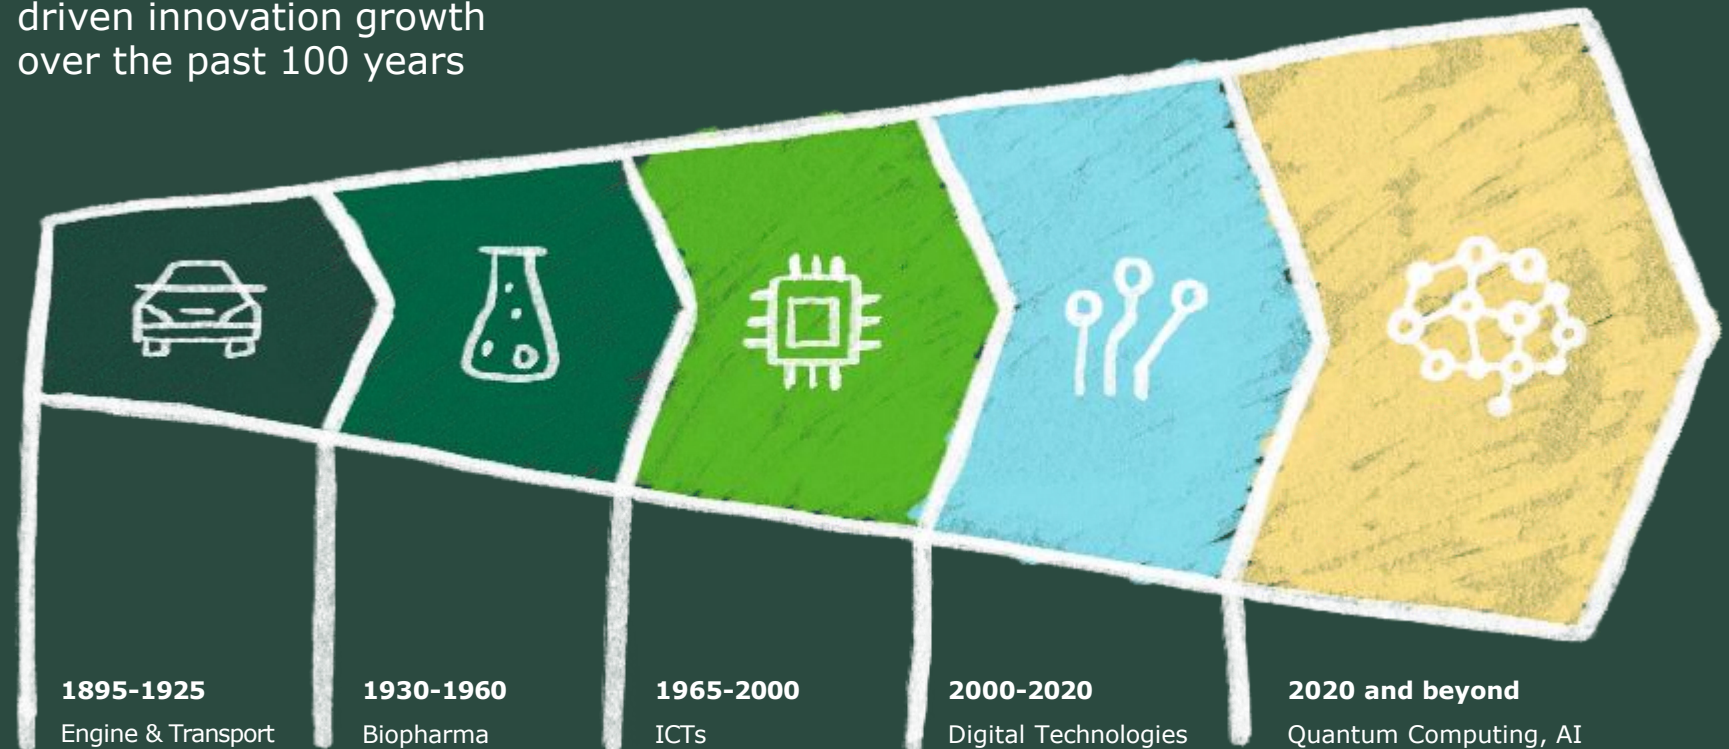 driven innovation growth
over the past 100 years
1895-1925
Engine & Transport
1930-1960
Biopharma
1965-2000
ICTs
2000-2020
Digital Technologies
2020 and beyond
Quantum Computing, AI